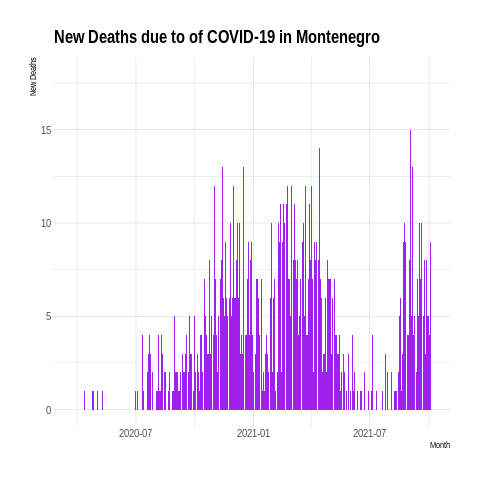 New Deaths due to of COVID-19 in Montenegro
New Deaths
15
10
5
0
2020-07
2021-01
2021-07
Month